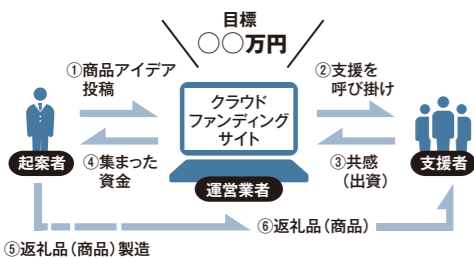 目標
○○万円
①商品アイデア
投稿
②支援を
呼び掛け
クラウド
ファンディング
サイト
起案者
④集まった
資金
運営業者
③共感
（出資）
支援者
⑥返礼品（商品）
⑤返礼品（商品）製造